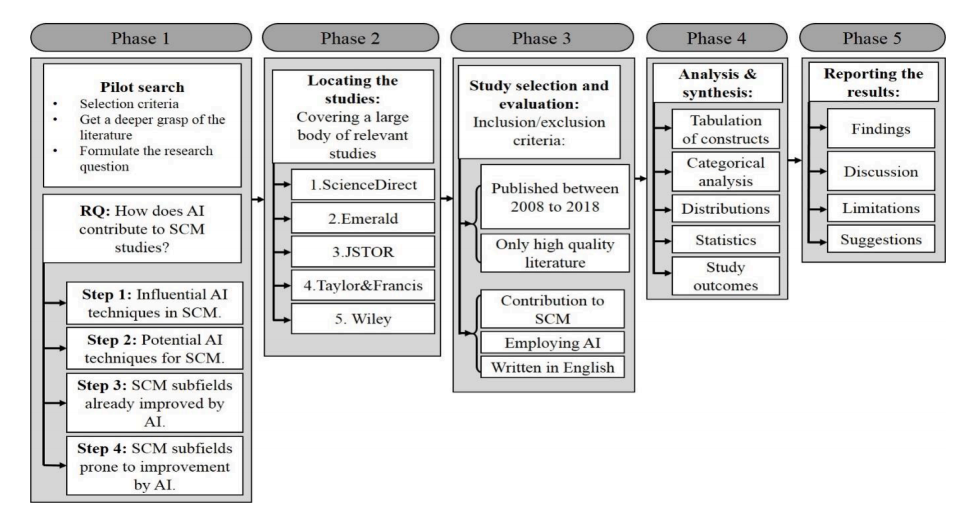 Phase 1
Pilot search
• Selection criteria
• Get a deeper grasp of the
literature
• Formulate the research
question
RQ: How does AI
contribute to SCM
studies?
Step 1: Influential AI
techniques in SCM.
Step 2: Potential AI
techniques for SCM.
Step 3: SCM subfields
already improved by
AI.
Step 4: SCM subfields
prone to improvement
by AI.
Phase 2
Locating the
studies:
Covering a large
body of relevant
studies
1.ScienceDirect
2.Emerald
3.JSTOR
4.Taylor&Francis
5. Wiley
Phase 3
Study selection and
evaluation:
Inclusion/exclusion
criteria:
Published between
2008 to 2018
Only high quality
literature
Contribution to
SCM
Employing AI
Written in English
Phase 4
Analysis &
synthesis:
Tabulation
of constructs
Categorical
analysis
Distributions
Statistics
Study
outcomes
Phase 5
Reporting the
results:
Findings
Discussion
Limitations
Suggestions